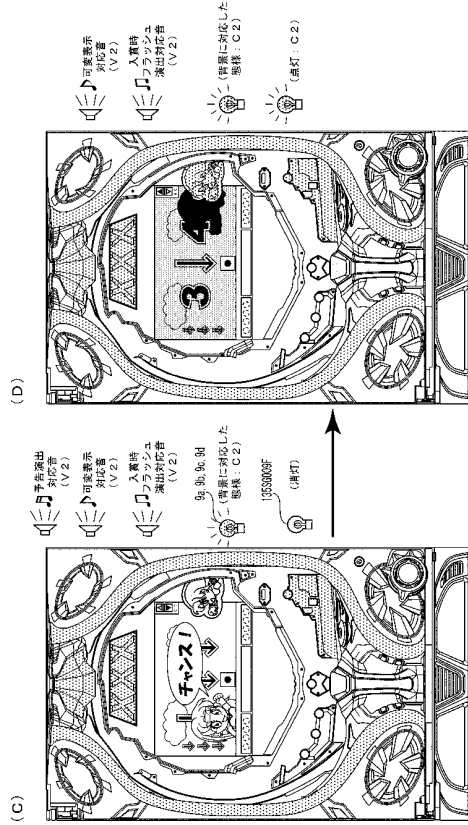 (C)
♬予告演出
対応音
(V2)
♪可変表示
対応音
(V2)
入賞時
♫フラッシュ
演出対応音
(V2)
9a, 9b, 9c, 9d
(背景に対応した
態様:C2)
135SG009F
(消灯)
チャンス!
(D)
♪可変表示
対応音
(V2)
入賞時
♫フラッシュ
演出対応音
(V2)
(背景に対応した
態様:C2)
(点灯:C2)
3
4